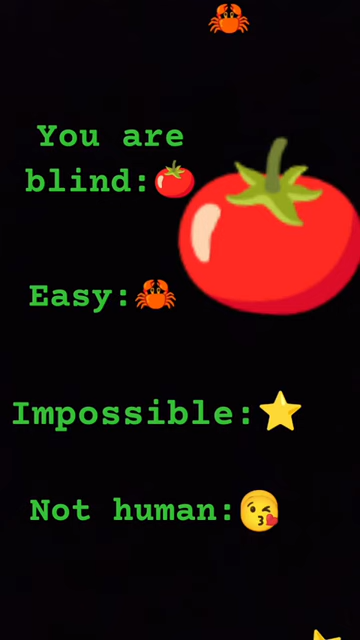 You are
blind:🍅
Easy:🦀
Impossible:⭐
Not human:😘